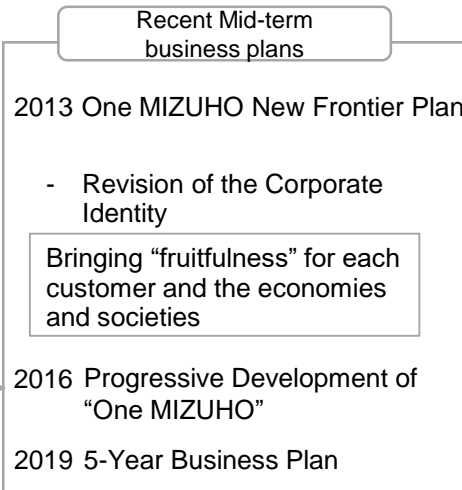 Recent Mid-term
business plans
2013 One MIZUHO New Frontier Plan
- Revision of the Corporate
Identity
Bringing “fruitfulness” for each
customer and the economies
and societies
2016 Progressive Development of
“One MIZUHO”
2019 5-Year Business Plan